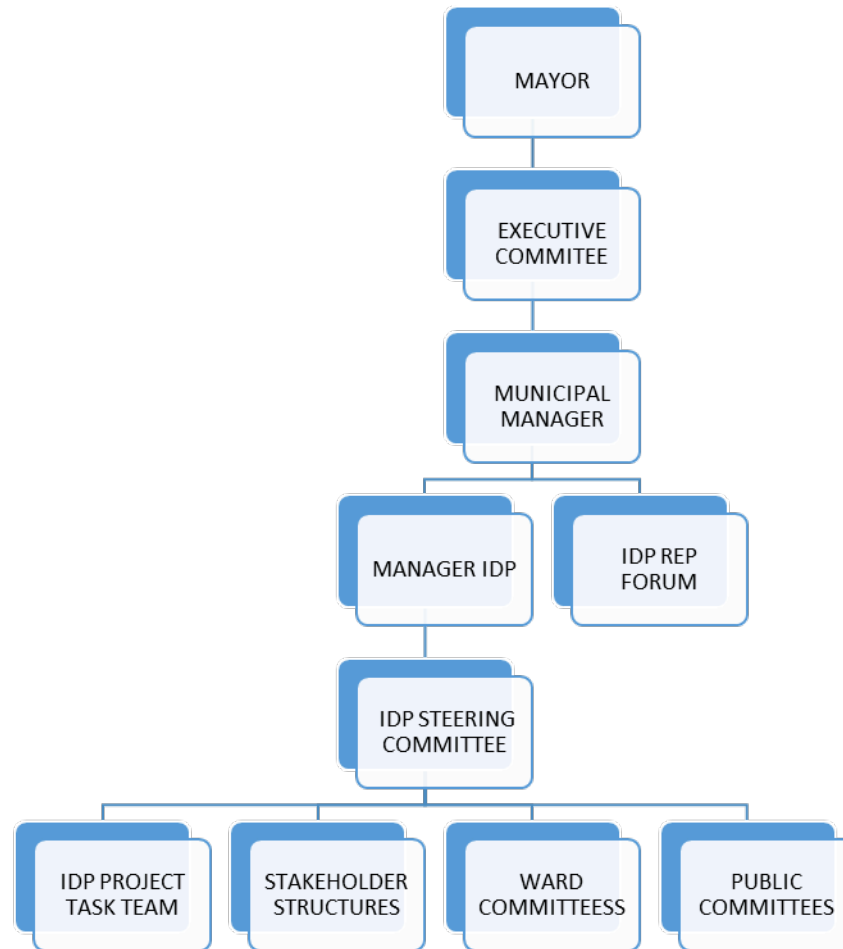 MAYOR
EXECUTIVE
COMMITEE
MUNICIPAL
MANAGER
MANAGER IDP
IDP REP
FORUM
IDP STEERING
COMMITTEE
IDP PROJECT
TASK TEAM
STAKEHOLDER
STRUCTURES
WARD
COMMITTEESS
PUBLIC
COMMITTEES